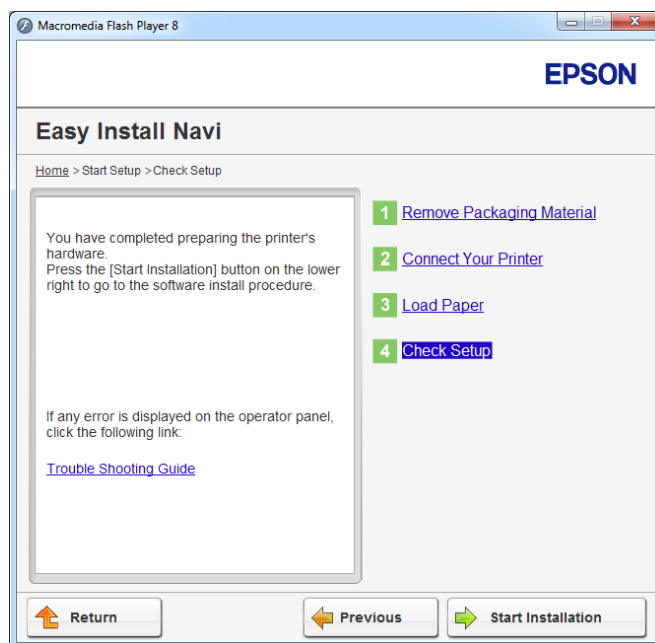 Macromedia Flash Player 8
EPSON
Easy Install Navi
Home > Start Setup >Check Setup
You have completed preparing the printer's
hardware.
Press the [Start Installation] button on the lower
right to go to the software install procedure.
If any error is displayed on the operator panel,
click the following link:
Trouble Shooting Guide
1 Remove Packaging Material
2 Connect Your Printer
3 Load Paper
4 Check Setup
Return
Previous
Start Installation